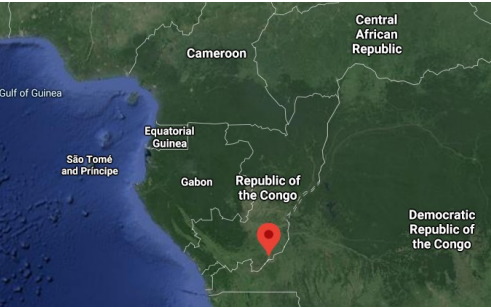 Central
African
Republic
Cameroon
Gulf of Guinea
Equatorial
Guinea
São Tomé
and Príncipe
Gabon
Republic of
the Congo
Democratic
Republic of
the Congo